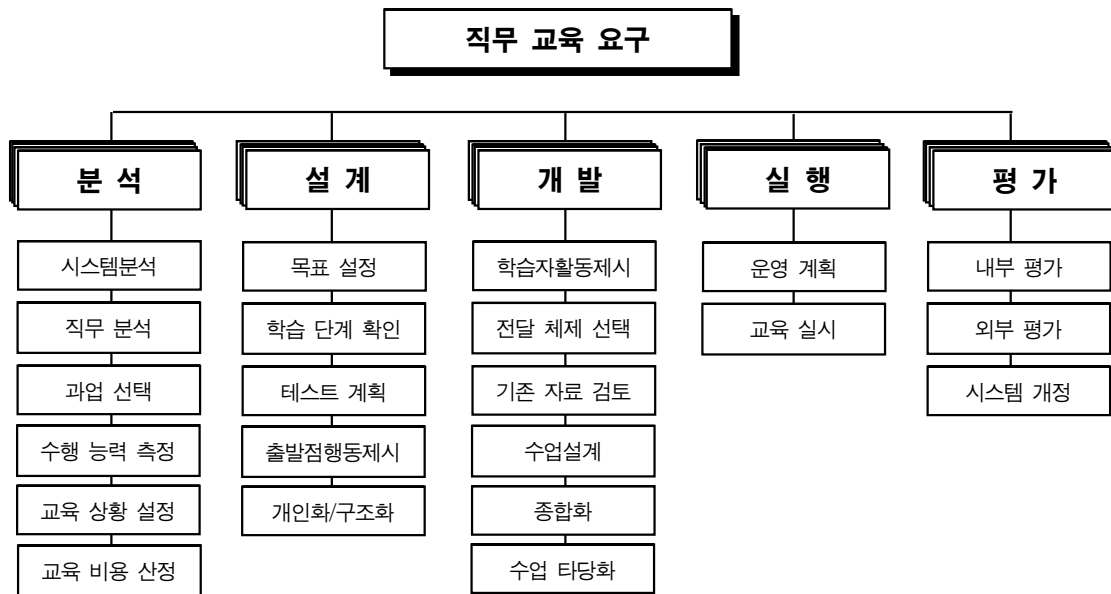 직무 교육 요구
분 석
시스템분석
직무 분석
과업 선택
수행 능력 측정
교육 상황 설정
교육 비용 산정
설 계
목표 설정
학습 단계 확인
테스트 계획
출발점행동제시
개인화/구조화
개 발
학습자활동제시
전달 체제 선택
기존 자료 검토
수업설계
종합화
수업 타당화
실 행
운영 계획
교육 실시
평 가
내부 평가
외부 평가
시스템 개정